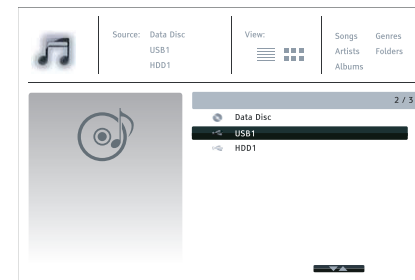 Source: Data Disc
USB1
HDD1
View:
Songs Genres
Artists Folders
Albums
2 / 3
Data Disc
USB1
HDD1